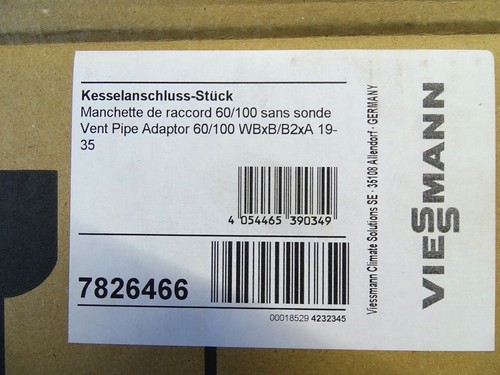 Kesselanschluss-Stück
Manchette de raccord 60/100 sans sonde
Vent Pipe Adaptor 60/100 WBxB/B2xA 19-
35
4 054465 390349
7826466
00018529 4232345
Viessmann Climate Solutions SE · 35108 Allendorf · GERMANY
VIESSMANN